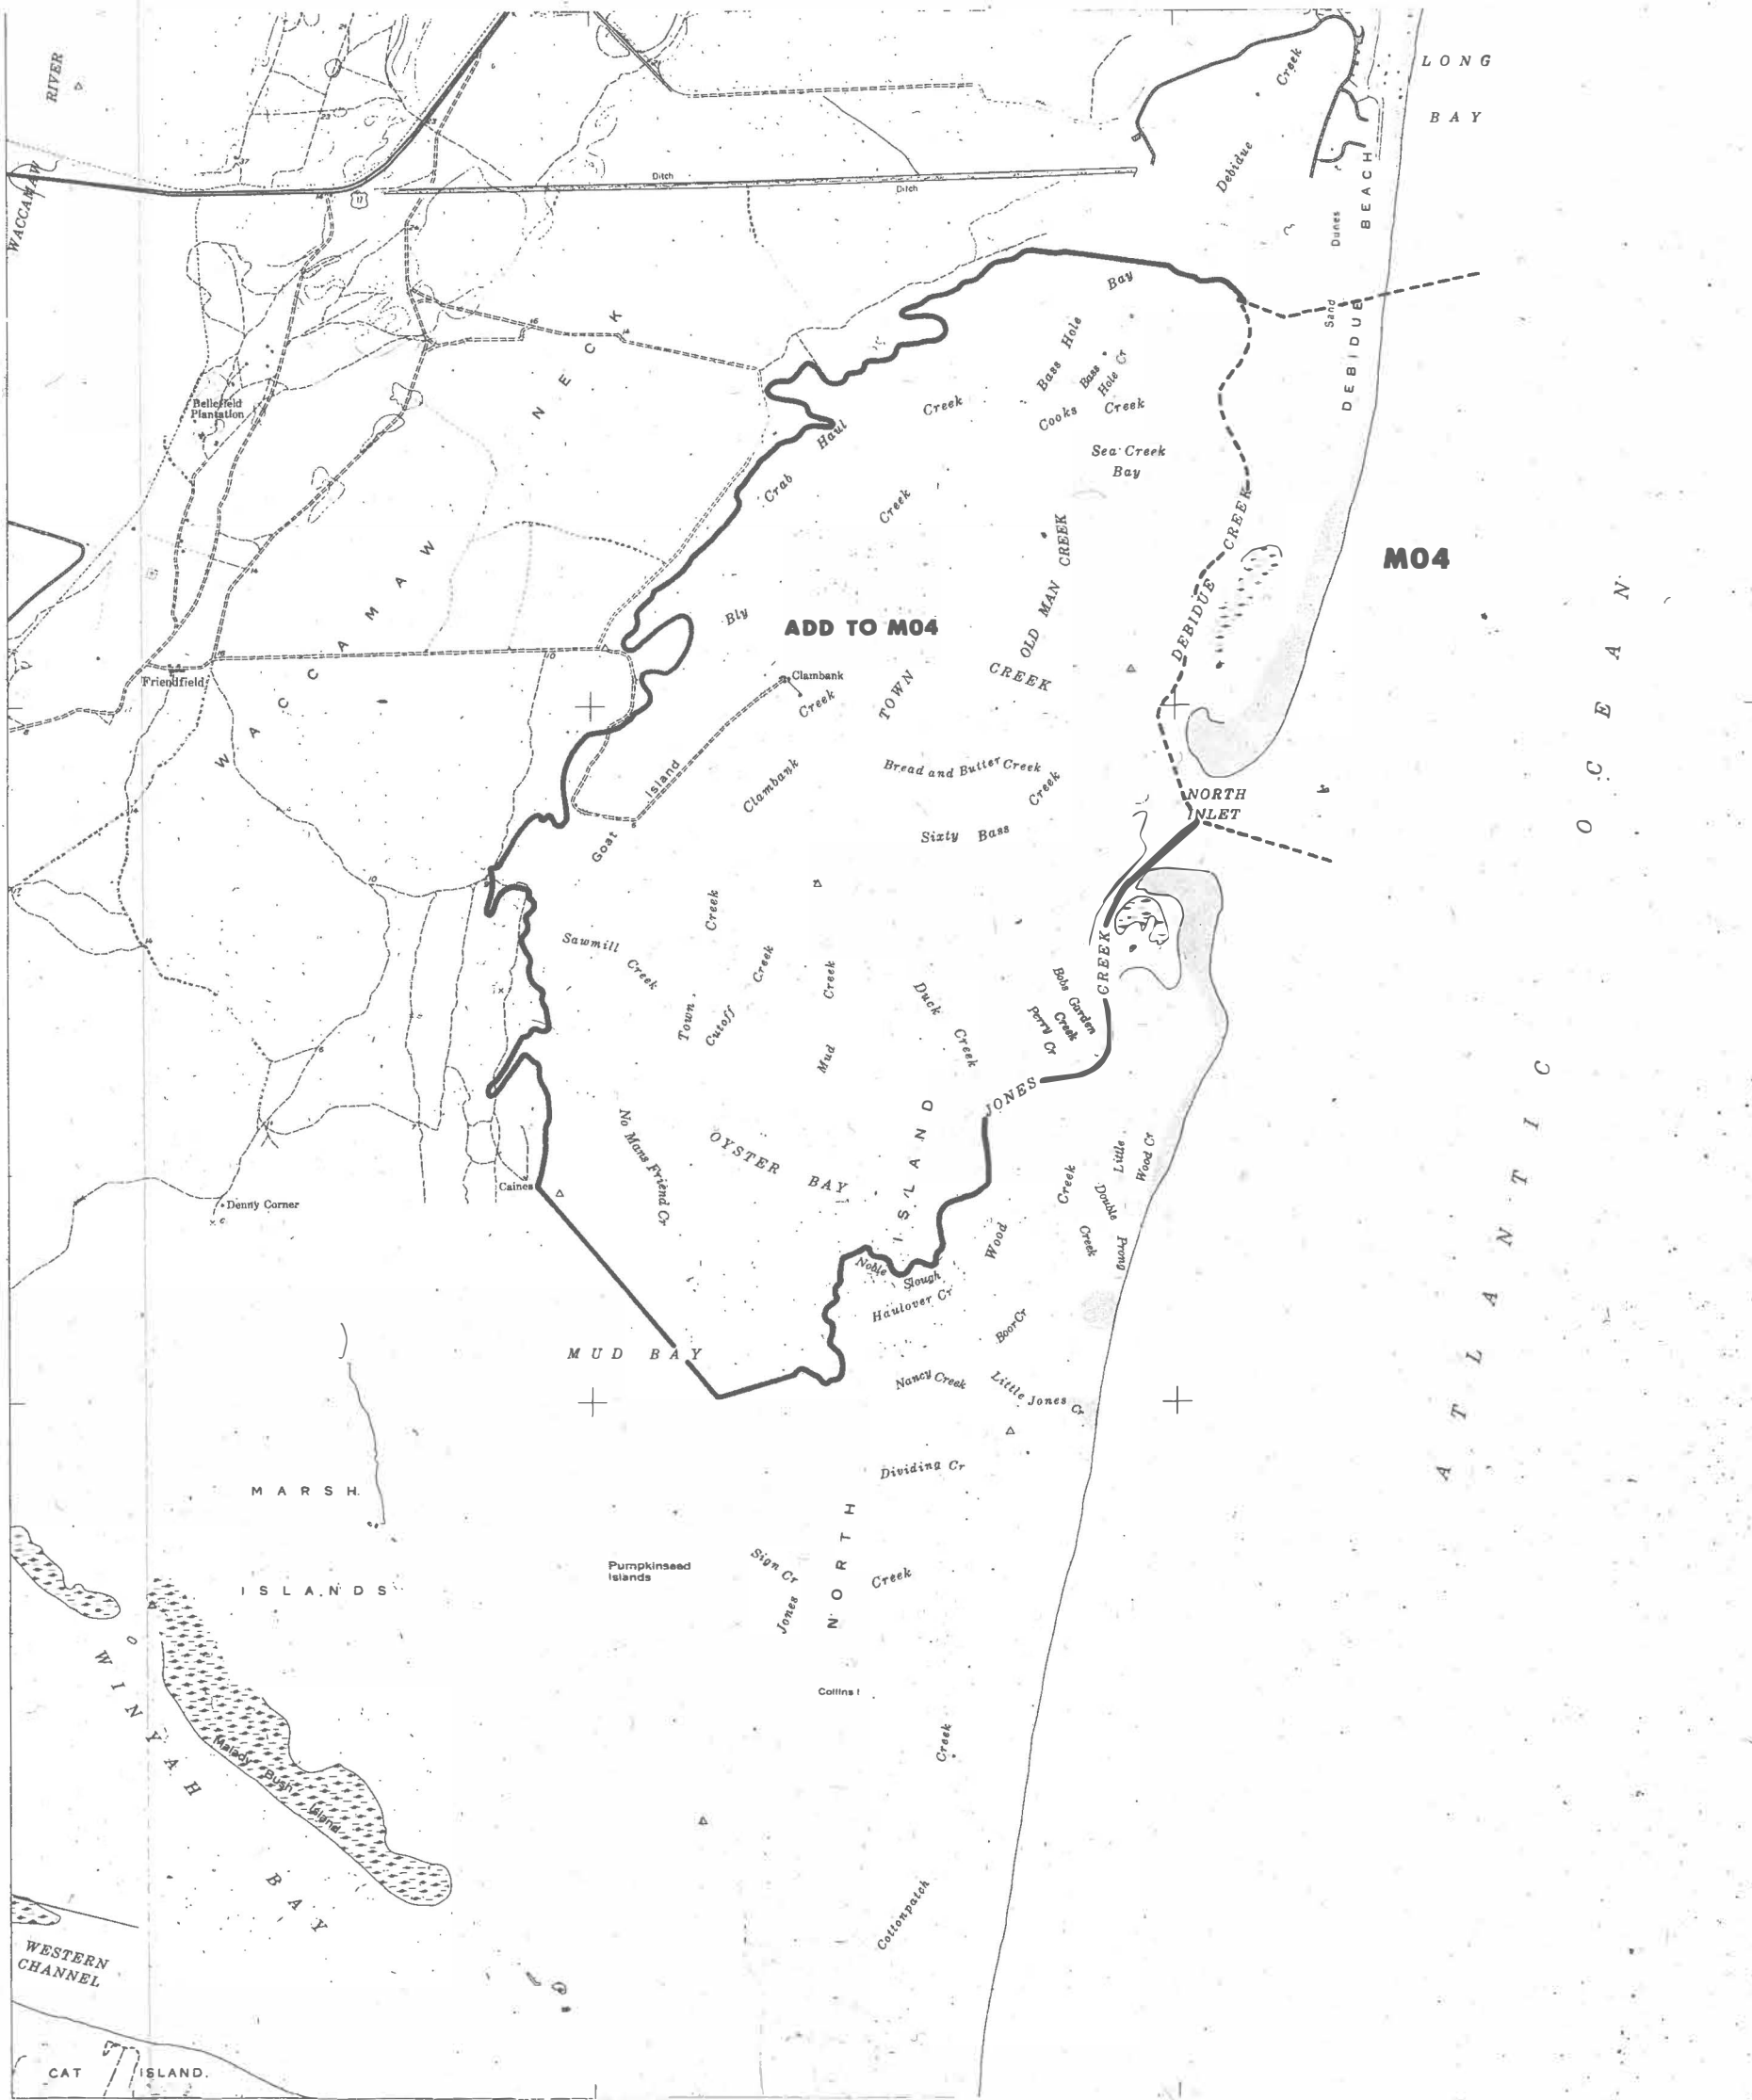 RIVER
WACCAMAW
LONG
BAY
Creek
Debidue
Ditch
Ditch
17
Dunes
Sand
DEBIDUE BEACH
Bay
Bass Hole
Bass
Hole Cr
Cooks Creek
Creek
Sea Creek
Bay
Haul
Crab
Creek
Bly
Bellefield
Plantation
WACCAMAW NECK
OLD MAN CREEK
DEBIDUE CREEK
M04
ADD TO M04
Friendfield
Clambank
Creek
TOWN
CREEK
Goat Island
Clambank
Bread and Butter Creek
Creek
Sixty Bass
NORTH
INLET
ATLANTIC OCEAN
Sawmill
Creek
Creek
Town
Creek
Cutoff
Creek
Mud
Duck
Creek
Bobs Garden
Creek
Perry Cr
JONES
CREEK
No Mans Friend Cr
OYSTER BAY
ISLAND
Caines
Denny Corner
Wood
Creek
Little
Wood Cr
Double
Prong
Creek
Noble
Slough
Haulover Cr
Boor Cr
MUD BAY
Nancy Creek
Little Jones Cr
Dividing Cr
MARSH
ISLANDS
Pumpkinseed
Islands
Sign Cr
Jones
Creek
NORTH
Collins I
Creek
Cottonpatch
WINYAH
BAY
Malady
Bush
Island
WESTERN
CHANNEL
CAT ISLAND